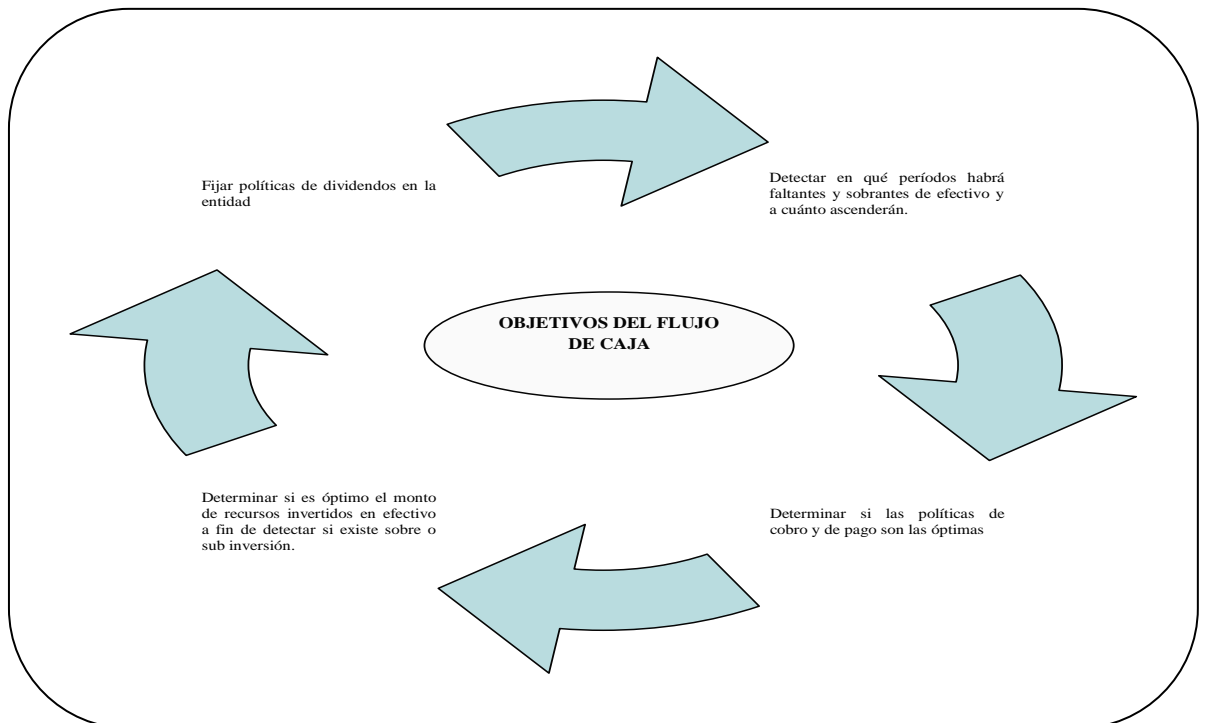 Fijar políticas de dividendos en la
entidad
Detectar en qué períodos habrá
faltantes y sobrantes de efectivo y
a cuánto ascenderán.
OBJETIVOS DEL FLUJO
DE CAJA
Determinar si es óptimo el monto
de recursos invertidos en efectivo
a fin de detectar si existe sobre o
sub inversión.
Determinar si las políticas de
cobro y de pago son las óptimas